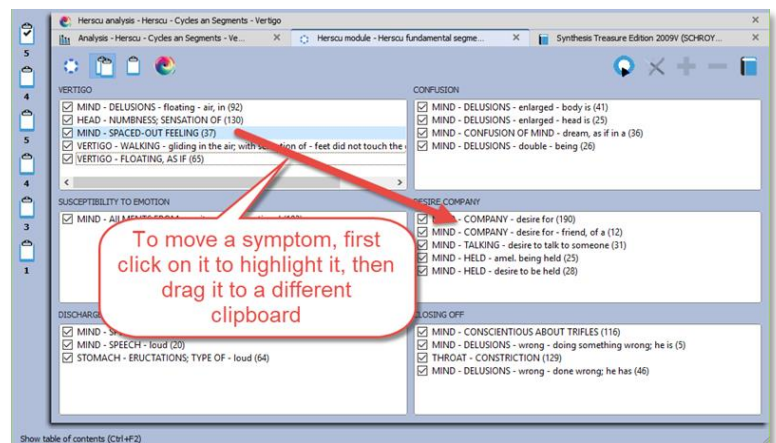 Herscu analysis - Herscu - Cycles an Segments - Vertigo
Analysis - Herscu - Cycles an Segments - Ve...
Herscu module - Herscu fundamental segme...
Synthesis Treasure Edition 2009V (SCHROY...
5
4
5
4
3
1
VERTIGO
MIND - DELUSIONS - floating - air, in (92)
HEAD - NUMBNESS; SENSATION OF (130)
MIND - SPACED-OUT FEELING (37)
VERTIGO - WALKING - gliding in the air; with sensation of - feet did not touch the
VERTIGO - FLOATING, AS IF (65)
CONFUSION
MIND - DELUSIONS - enlarged - body is (41)
MIND - DELUSIONS - enlarged - head is (25)
MIND - CONFUSION OF MIND - dream, as if in a (36)
MIND - DELUSIONS - double - being (26)
SUSCEPTIBILITY TO EMOTION
MIND - AILMENTS FROM
DESIRE COMPANY
MIND - COMPANY - desire for (190)
MIND - COMPANY - desire for - friend, of a (12)
MIND - TALKING - desire to talk to someone (31)
MIND - HELD - amel. being held (25)
MIND - HELD - desire to be held (28)
To move a symptom, first
click on it to highlight it, then
drag it to a different
clipboard
DISCHARG
MIND - SP
MIND - SPEECH - loud (20)
STOMACH - ERUCTATIONS; TYPE OF - loud (64)
CLOSING OFF
MIND - CONSCIENTIOUS ABOUT TRIFLES (116)
MIND - DELUSIONS - wrong - doing something wrong; he is (5)
THROAT - CONSTRICTION (129)
MIND - DELUSIONS - wrong - done wrong; he has (46)
Show table of contents (Ctrl+F2)